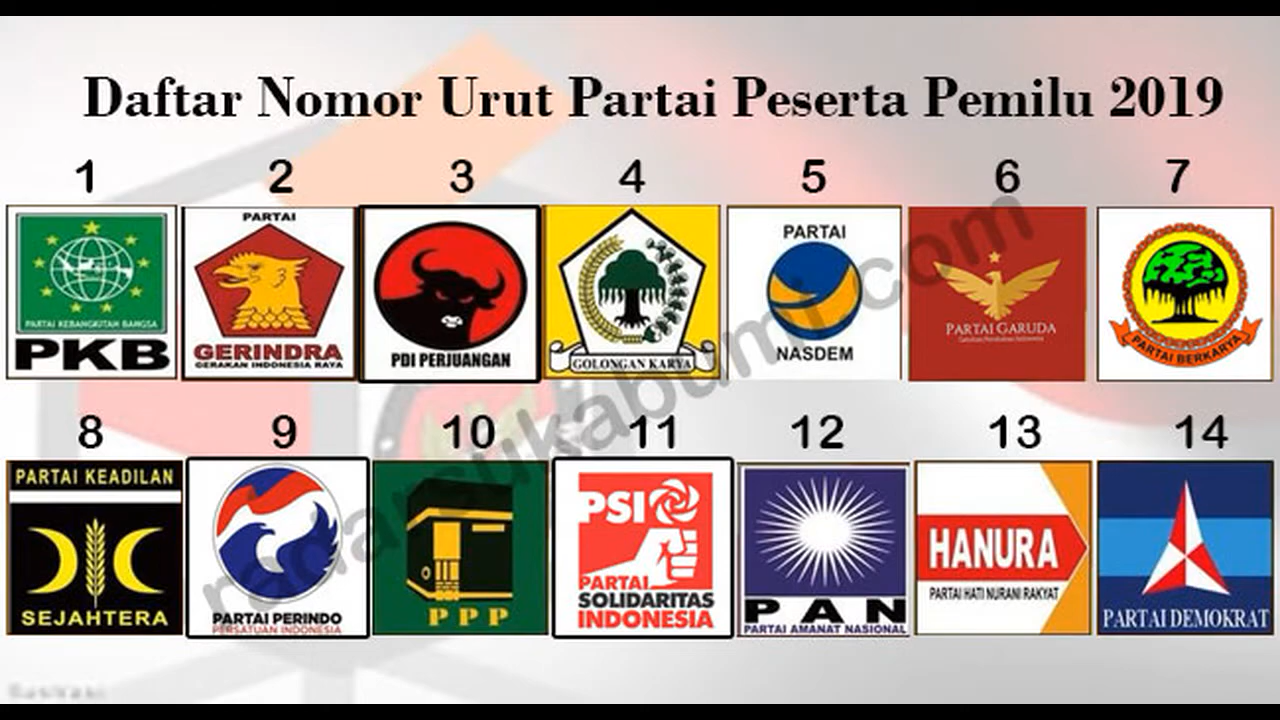 Daftar Nomor Urut Partai Peserta Pemilu 2019
1 2 3 4 5 6 7
PARTAI KEBANGKITAN BANGSA
PKB
PARTAI
GERINDRA
GERAKAN INDONESIA RAYA
PDI PERJUANGAN
GOLONGAN KARYA
PARTAI
NASDEM
PARTAI GARUDA
PARTAI BERKARYA
8 9 10 11 12 13 14
PARTAI KEADILAN
SEJAHTERA
PARTAI PERINDO
PERSATUAN INDONESIA
PPP
PSI
PARTAI
SOLIDARITAS
INDONESIA
PAN
PARTAI AMANAT NASIONAL
HANURA
PARTAI HATI NURANI RAKYAT
PARTAI DEMOKRAT
radarsukabumi.com